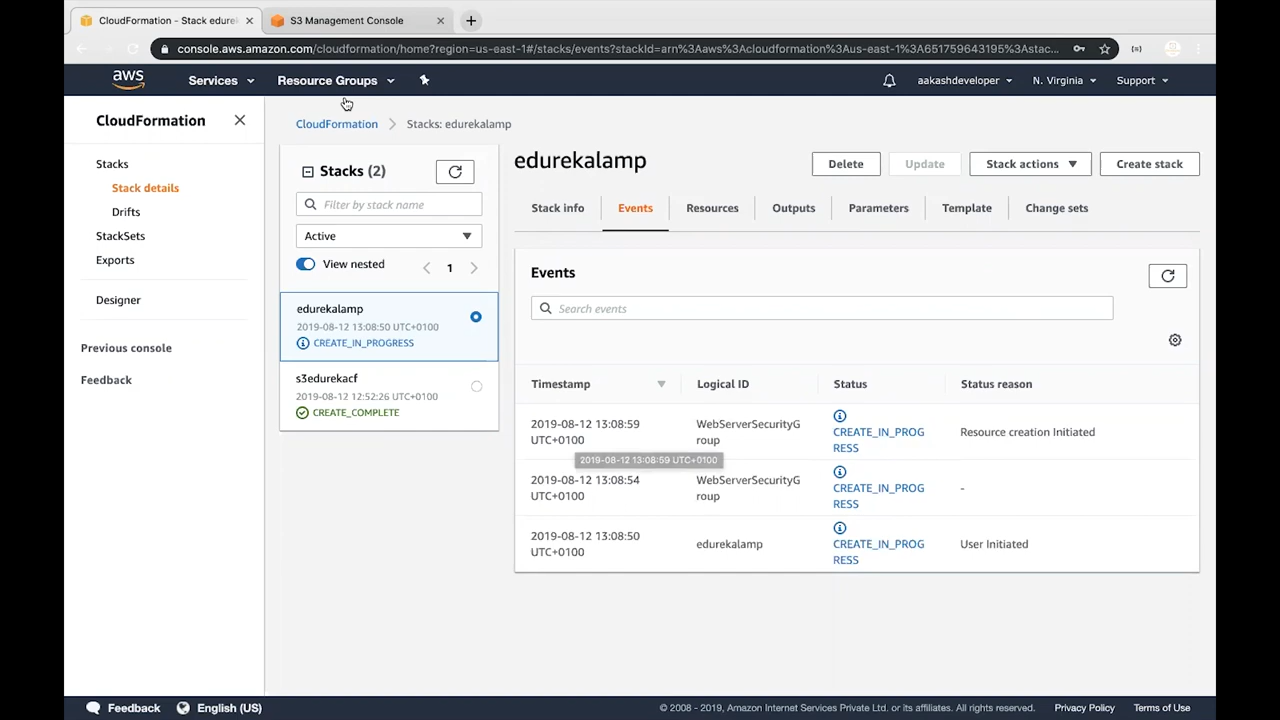 CloudFormation - Stack edurek
S3 Management Console
console.aws.amazon.com/cloudformation/home?region=us-east-1#/stacks/events?stackId=arn%3Aaws%3Acloudformation%3Aus-east-1%3A651759643195%3Astac...
aws
Services
Resource Groups
aakashdeveloper
N. Virginia
Support
CloudFormation
Stacks
Stack details
Drifts
StackSets
Exports
Designer
Previous console
Feedback
CloudFormation
Stacks: edurekalamp
Stacks (2)
Filter by stack name
Active
View nested
1
edurekalamp
2019-08-12 13:08:50 UTC+0100
CREATE_IN_PROGRESS
s3edurekacf
2019-08-12 12:52:26 UTC+0100
CREATE_COMPLETE
edurekalamp
Delete
Update
Stack actions
Create stack
Stack info
Events
Resources
Outputs
Parameters
Template
Change sets
Events
Search events
Timestamp
Logical ID
Status
Status reason
2019-08-12 13:08:59
UTC+0100
WebServerSecurityG
roup
CREATE_IN_PROG
RESS
Resource creation Initiated
2019-08-12 13:08:59 UTC+0100
2019-08-12 13:08:54
UTC+0100
WebServerSecurityG
roup
CREATE_IN_PROG
RESS
-
2019-08-12 13:08:50
UTC+0100
edurekalamp
CREATE_IN_PROG
RESS
User Initiated
Feedback
English (US)
© 2008 - 2019, Amazon Internet Services Private Ltd. or its affiliates. All rights reserved.
Privacy Policy
Terms of Use